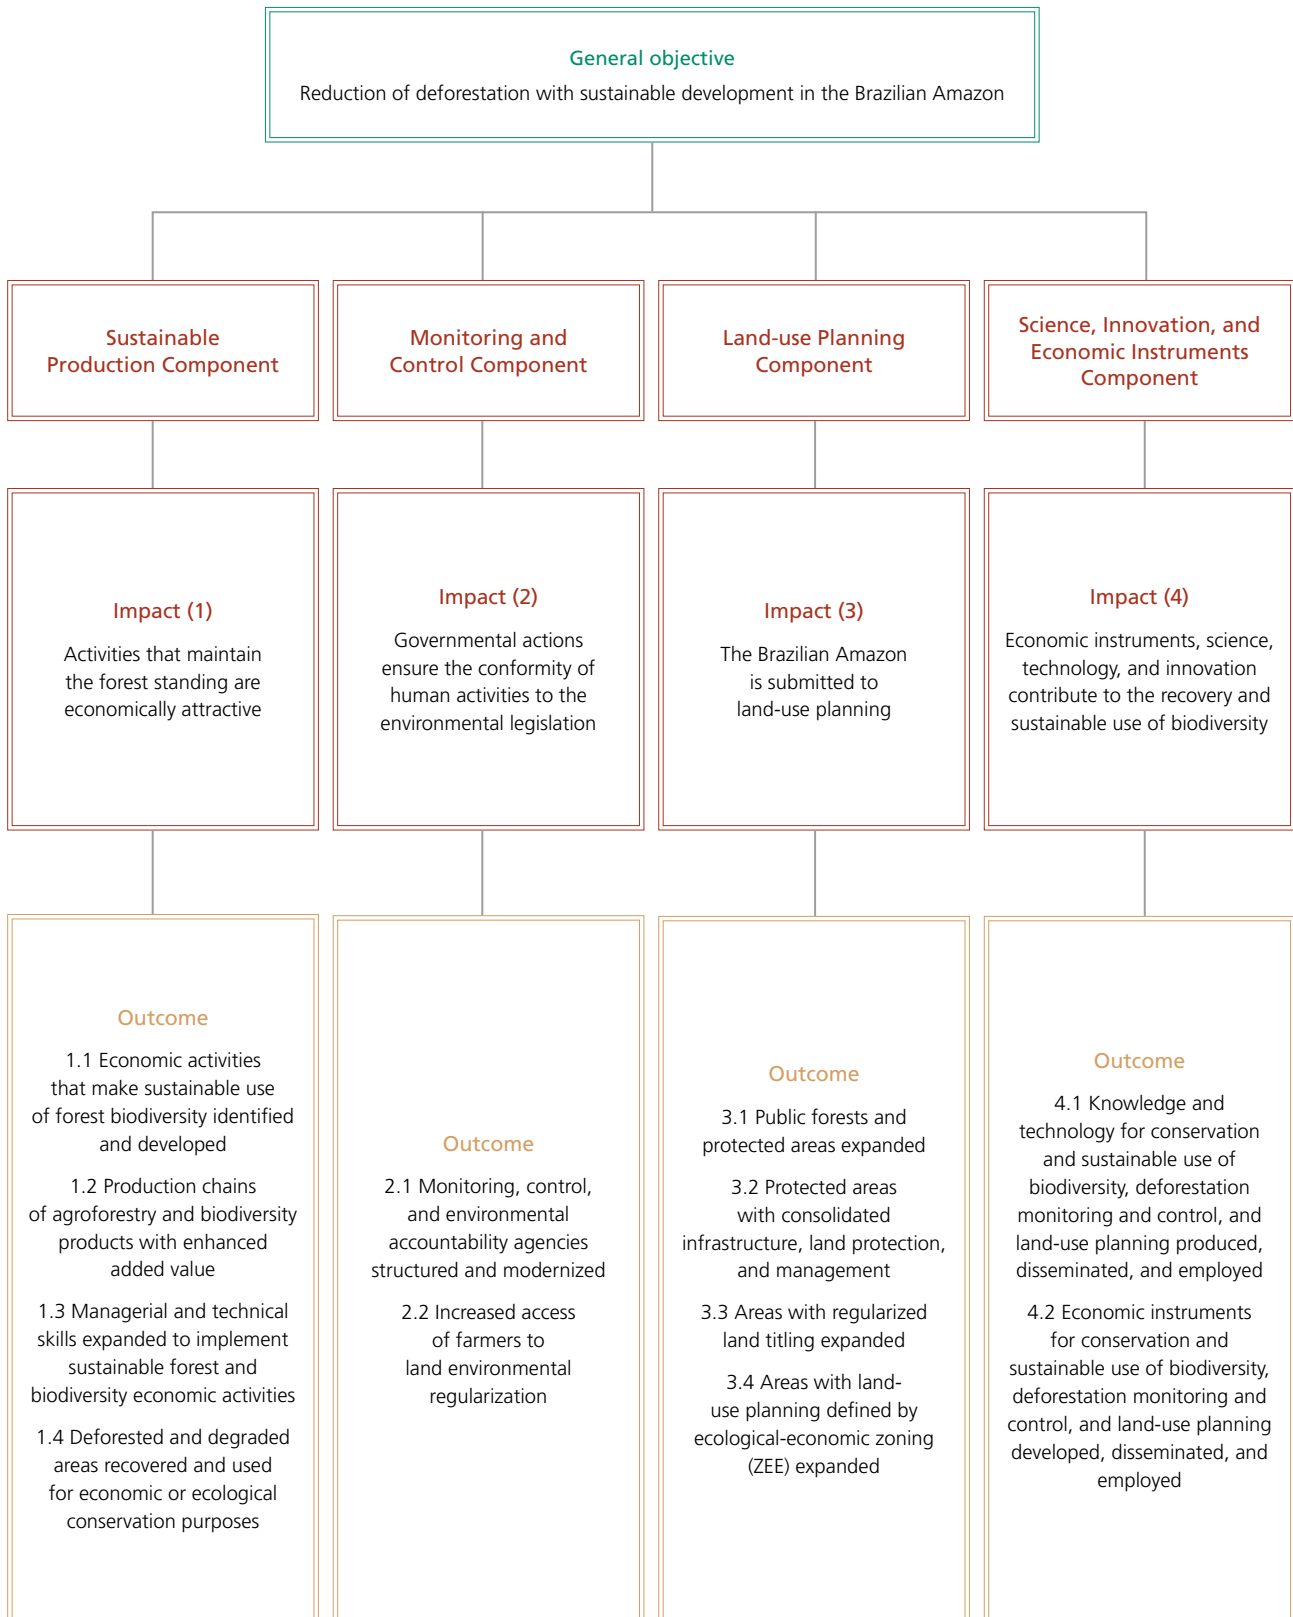 General objective
Reduction of deforestation with sustainable development in the Brazilian Amazon
Sustainable
Production Component
Monitoring and
Control Component
Land-use Planning
Component
Science, Innovation, and
Economic Instruments
Component
Impact (1)
Activities that maintain
the forest standing are
economically attractive
Impact (2)
Governmental actions
ensure the conformity of
human activities to the
environmental legislation
Impact (3)
The Brazilian Amazon
is submitted to
land-use planning
Impact (4)
Economic instruments, science,
technology, and innovation
contribute to the recovery and
sustainable use of biodiversity
Outcome
1.1 Economic activities
that make sustainable use
of forest biodiversity identified
and developed
1.2 Production chains
of agroforestry and biodiversity
products with enhanced
added value
1.3 Managerial and technical
skills expanded to implement
sustainable forest and
biodiversity economic activities
1.4 Deforested and degraded
areas recovered and used
for economic or ecological
conservation purposes
Outcome
2.1 Monitoring, control,
and environmental
accountability agencies
structured and modernized
2.2 Increased access
of farmers to
land environmental
regularization
Outcome
3.1 Public forests and
protected areas expanded
3.2 Protected areas
with consolidated
infrastructure, land protection,
and management
3.3 Areas with regularized
land titling expanded
3.4 Areas with land-
use planning defined by
ecological-economic zoning
(ZEE) expanded
Outcome
4.1 Knowledge and
technology for conservation
and sustainable use of
biodiversity, deforestation
monitoring and control, and
land-use planning produced,
disseminated, and employed
4.2 Economic instruments
for conservation and
sustainable use of biodiversity,
deforestation monitoring and
control, and land-use planning
developed, disseminated, and
employed